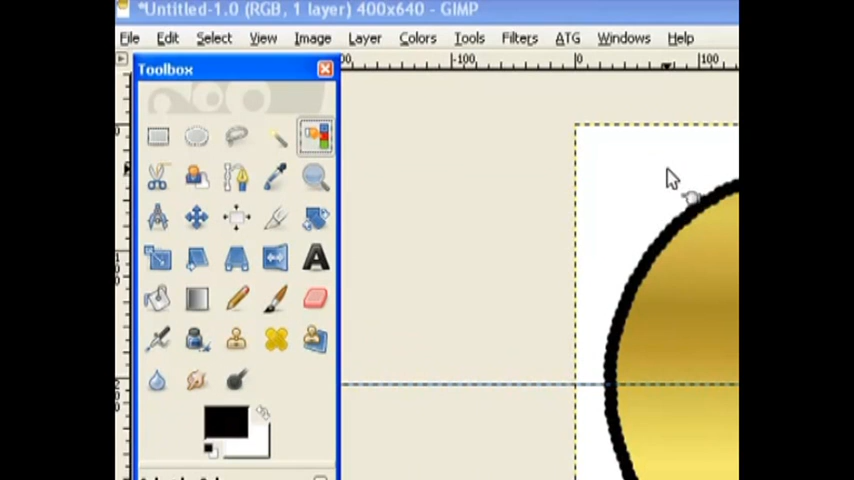 *Untitled-1.0 (RGB, 1 layer) 400x640 - GIMP
File Edit Select View Image Layer Colors Tools Filters ATG Windows Help
Toolbox
-100 0 100